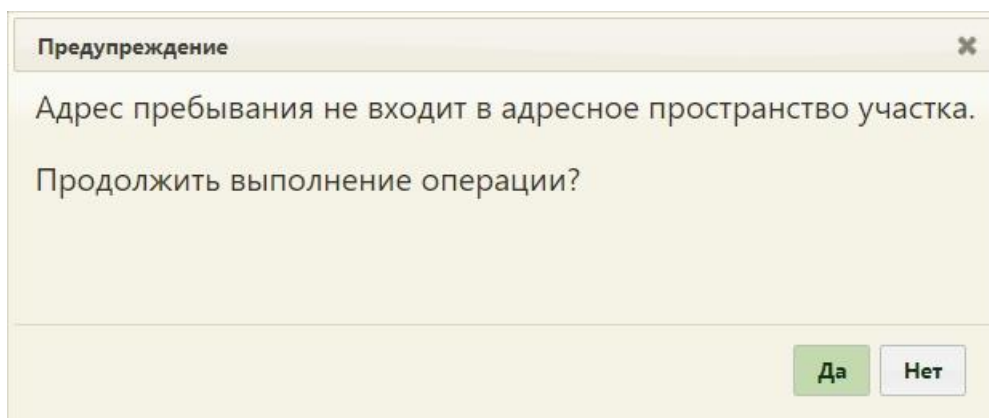 Предупреждение
Адрес пребывания не входит в адресное пространство участка.
Продолжить выполнение операции?
Да
Нет